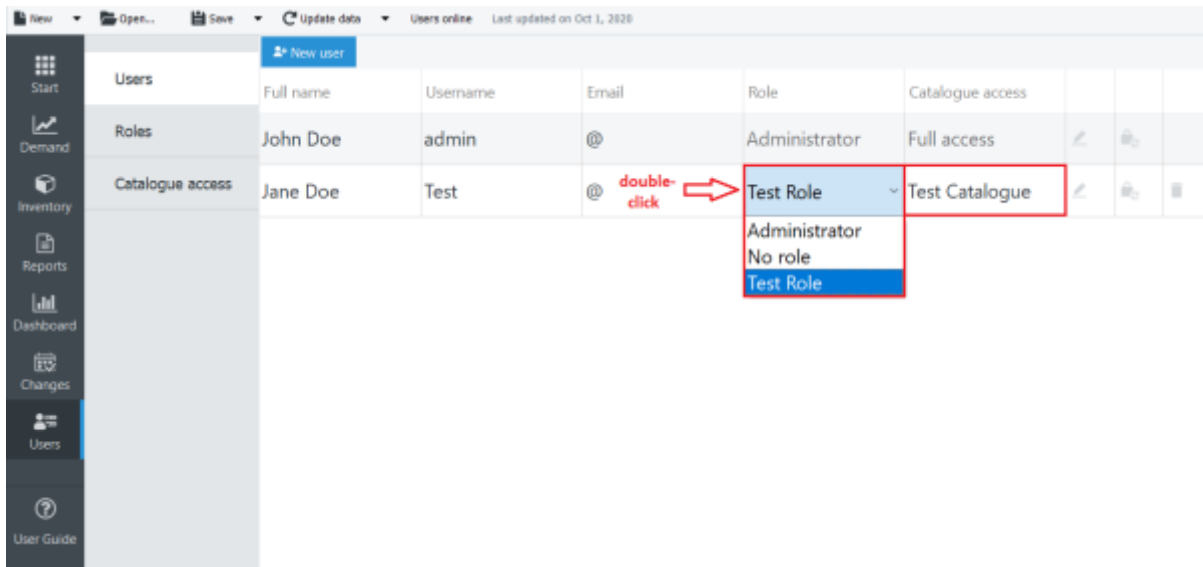 New Open... Save Update data Users online Last updated on Oct 1, 2020
Start
Demand
Inventory
Reports
Dashboard
Changes
Users
User Guide
Users
Roles
Catalogue access
New user
Full name Username Email Role Catalogue access
John Doe admin @ Administrator Full access
Jane Doe Test @ double-click Test Role Test Catalogue
Administrator
No role
Test Role